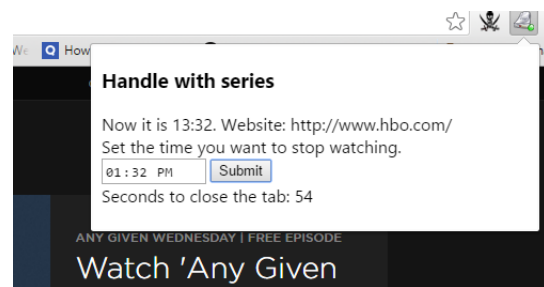 How
Handle with series
Now it is 13:32. Website: http://www.hbo.com/
Set the time you want to stop watching.
01:32 PM Submit
Seconds to close the tab: 54
ANY GIVEN WEDNESDAY | FREE EPISODE
Watch 'Any Given